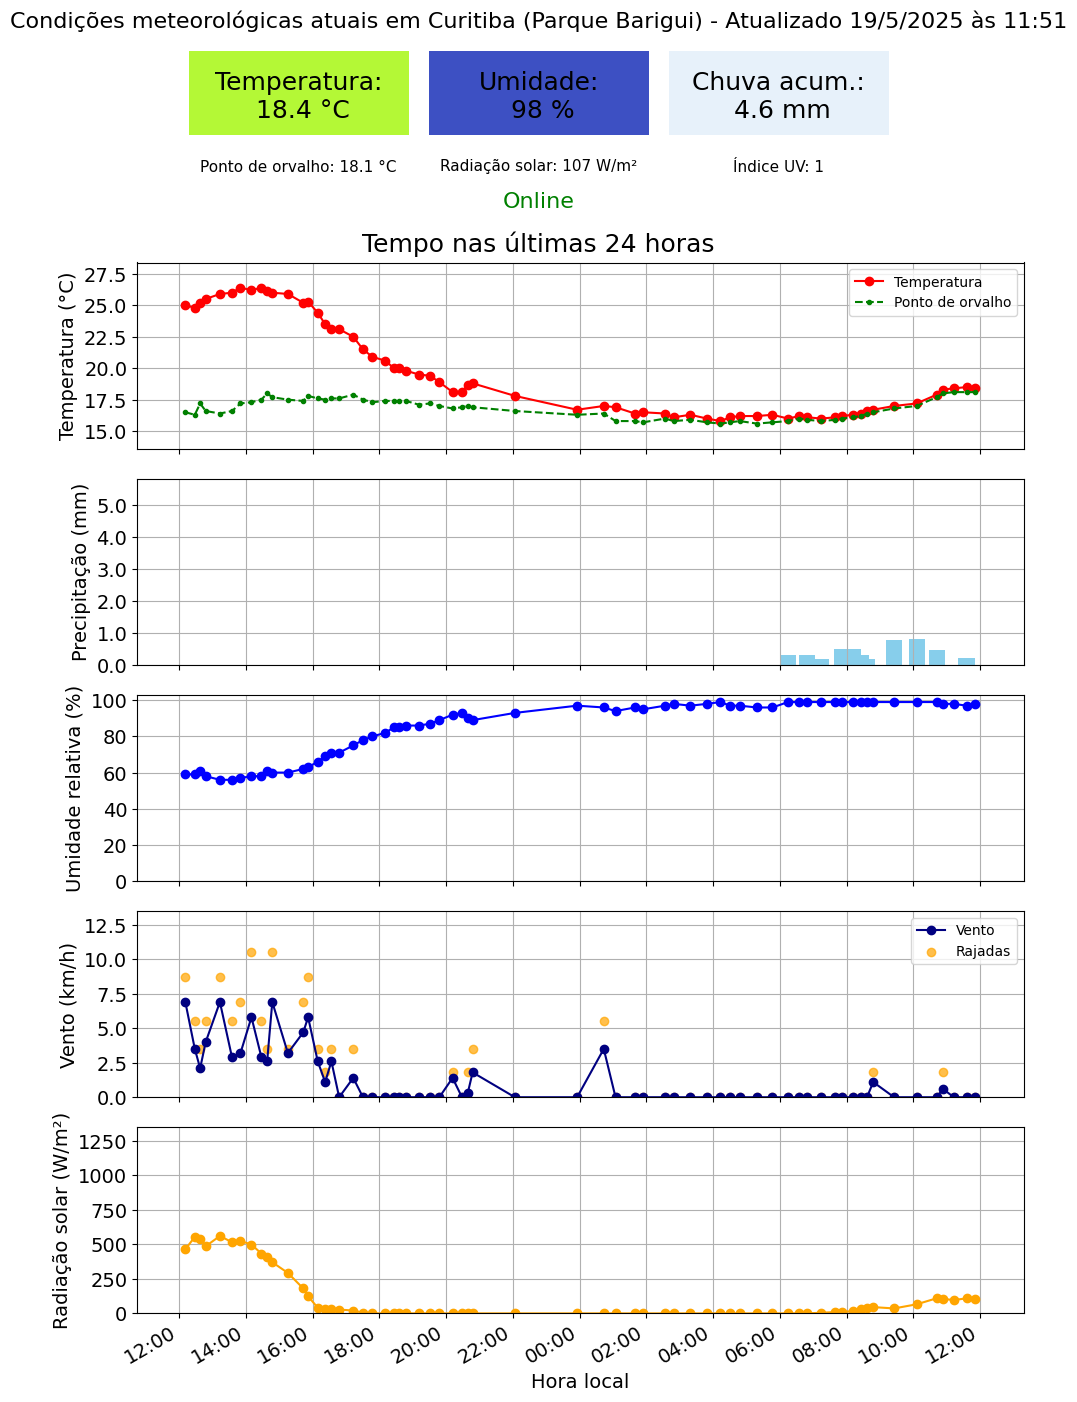 Condições meteorológicas atuais em Curitiba (Parque Barigui) - Atualizado 19/5/2025 às 11:51
Temperatura:
18.4 °C
Umidade:
98 %
Chuva acum.:
4.6 mm
Ponto de orvalho: 18.1 °C
Radiação solar: 107 W/m²
Índice UV: 1
Online
Tempo nas últimas 24 horas
Temperatura (°C)
27.5
25.0
22.5
20.0
17.5
15.0
Temperatura
Ponto de orvalho
Precipitação (mm)
5.0
4.0
3.0
2.0
1.0
0.0
Umidade relativa (%)
100
80
60
40
20
0
Vento (km/h)
12.5
10.0
7.5
5.0
2.5
0.0
Vento
Rajadas
Radiação solar (W/m²)
1250
1000
750
500
250
0
12:00
14:00
16:00
18:00
20:00
22:00
00:00
02:00
04:00
06:00
08:00
10:00
12:00
Hora local